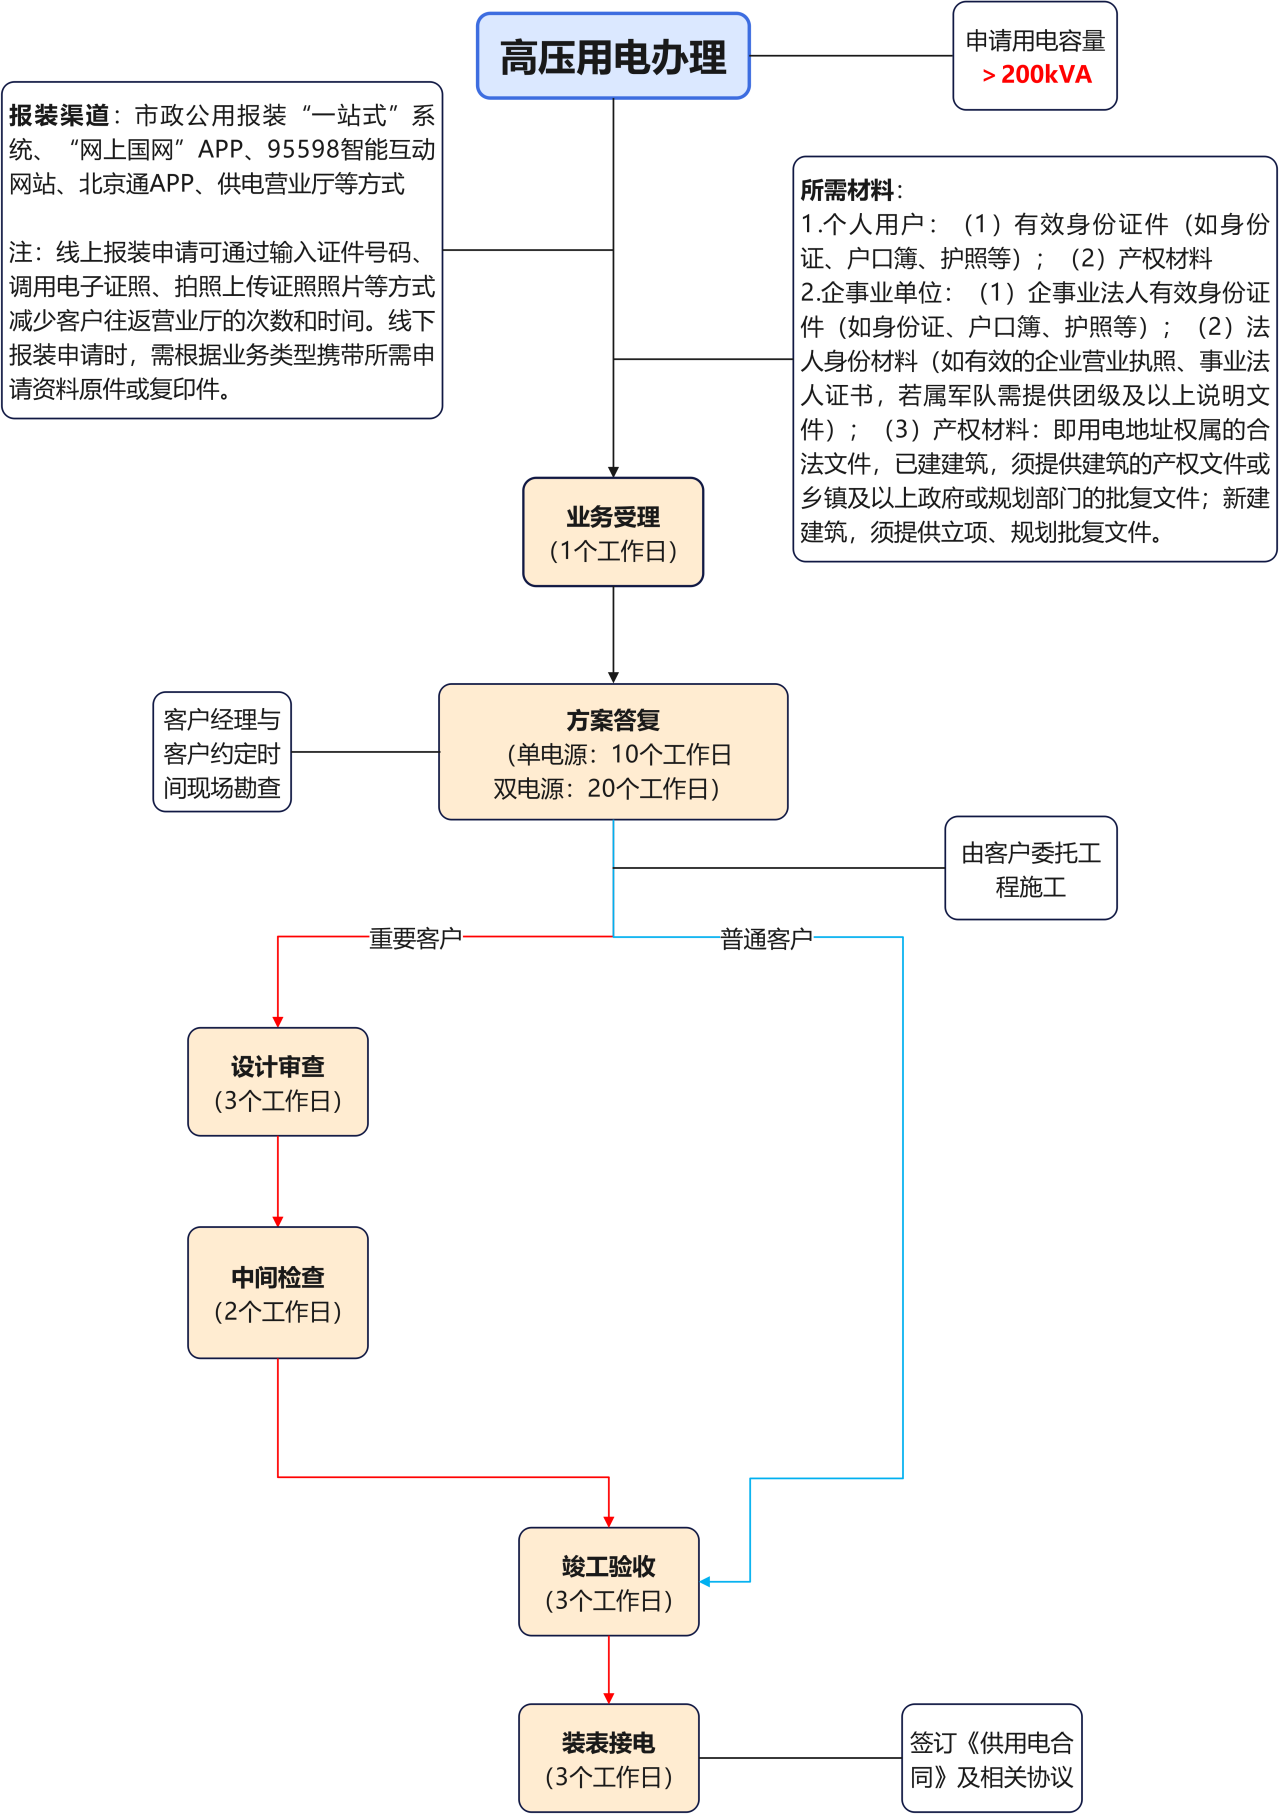 高压用电办理
申请用电容量
＞200kVA
报装渠道：市政公用报装“一站式”系
统、“网上国网”APP、95598智能互动
网站、北京通APP、供电营业厅等方式
注：线上报装申请可通过输入证件号码、
调用电子证照、拍照上传证照照片等方式
减少客户往返营业厅的次数和时间。线下
报装申请时，需根据业务类型携带所需申
请资料原件或复印件。
所需材料：
1.个人用户：（1）有效身份证件（如身份
证、户口簿、护照等）；（2）产权材料
2.企事业单位：（1）企事业法人有效身份证
件（如身份证、户口簿、护照等）；（2）法
人身份材料（如有效的企业营业执照、事业法
人证书，若属军队需提供团级及以上说明文
件）；（3）产权材料：即用电地址权属的合
法文件，已建建筑，须提供建筑的产权文件或
乡镇及以上政府或规划部门的批复文件；新建
建筑，须提供立项、规划批复文件。
业务受理
（1个工作日）
方案答复
（单电源：10个工作日
双电源：20个工作日）
客户经理与
客户约定时
间现场勘查
由客户委托工
程施工
重要客户
普通客户
设计审查
（3个工作日）
中间检查
（2个工作日）
竣工验收
（3个工作日）
装表接电
（3个工作日）
签订《供用电合
同》及相关协议